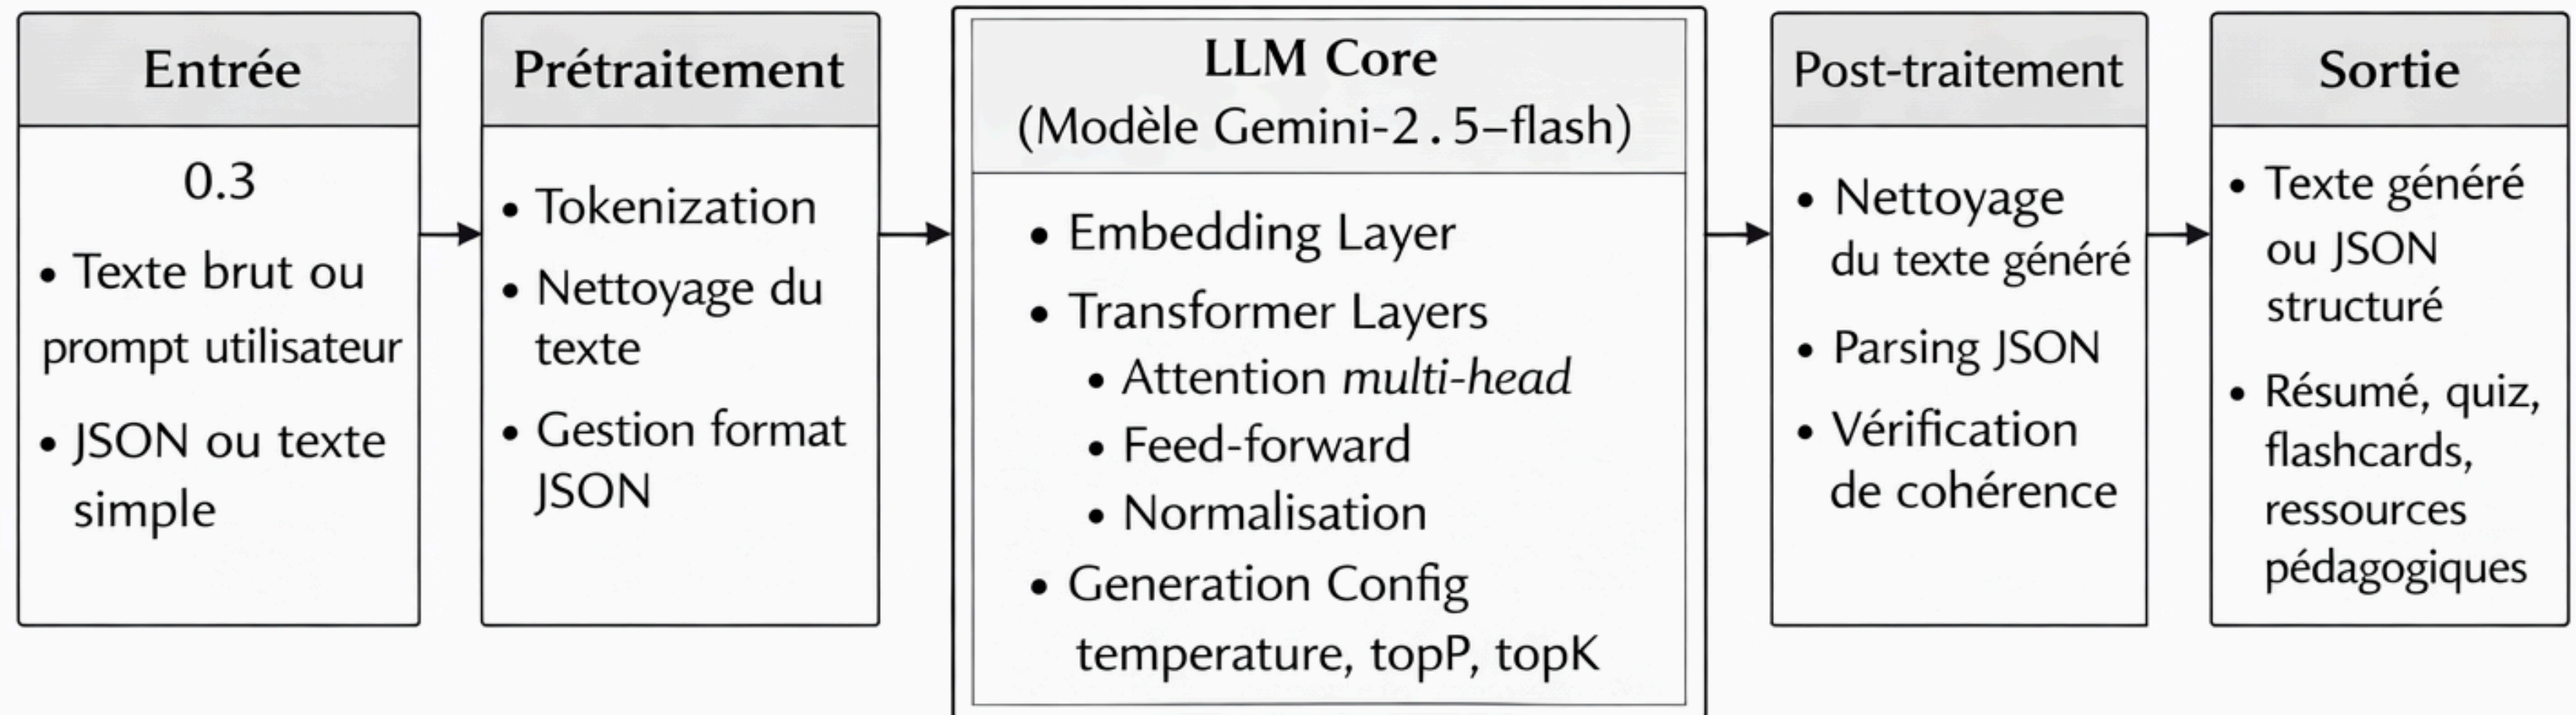 Entrée
0.3
• Texte brut ou
prompt utilisateur
• JSON ou texte
simple
Prétraitement
• Tokenization
• Nettoyage du
texte
• Gestion format
JSON
LLM Core
(Modèle Gemini-2.5–flash)
• Embedding Layer
• Transformer Layers
• Attention multi-head
• Feed-forward
• Normalisation
• Generation Config
temperature, topP, topK
Post-traitement
• Nettoyage
du texte généré
• Parsing JSON
• Vérification
de cohérence
Sortie
• Texte généré
ou JSON
structuré
• Résumé, quiz,
flashcards,
ressources
pédagogiques